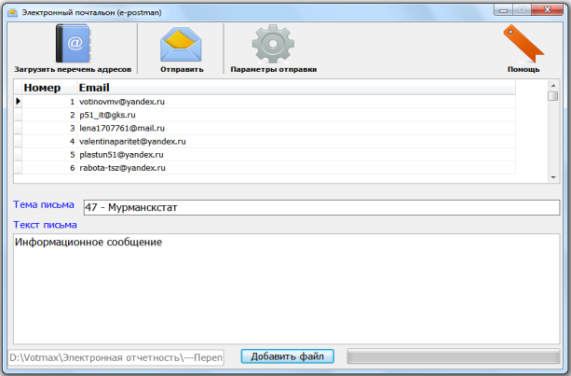 Электронный почтальон (e-postman)
Загрузить перечень адресов Отправить Параметры отправки Помощь
Номер Email
1 votinovmv@yandex.ru
2 p51_it@gks.ru
3 lena1707761@mail.ru
4 valentinaparitet@yandex.ru
5 plastun51@yandex.ru
6 rabota-tsz@yandex.ru
Тема письма 47 - Мурманскстат
Текст письма
Информационное сообщение
D:\Votmax\Электронная отчетность\---Переп Добавить файл